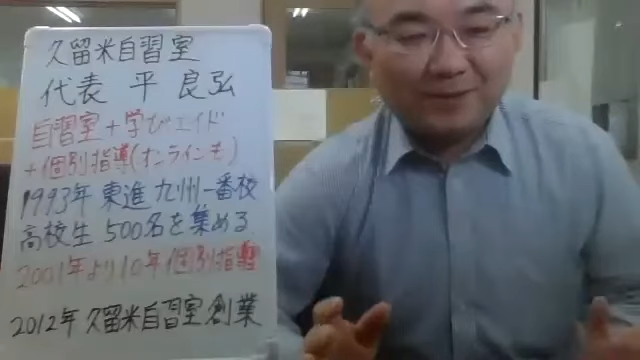 久留米自習室
代表 平 良弘
自習室+学びエイド
+個別指導(オンラインも)
1993年 東進 九州一番校
高校生 500名を集める
2001年より10年個別指導
2012年 久留米自習室創業